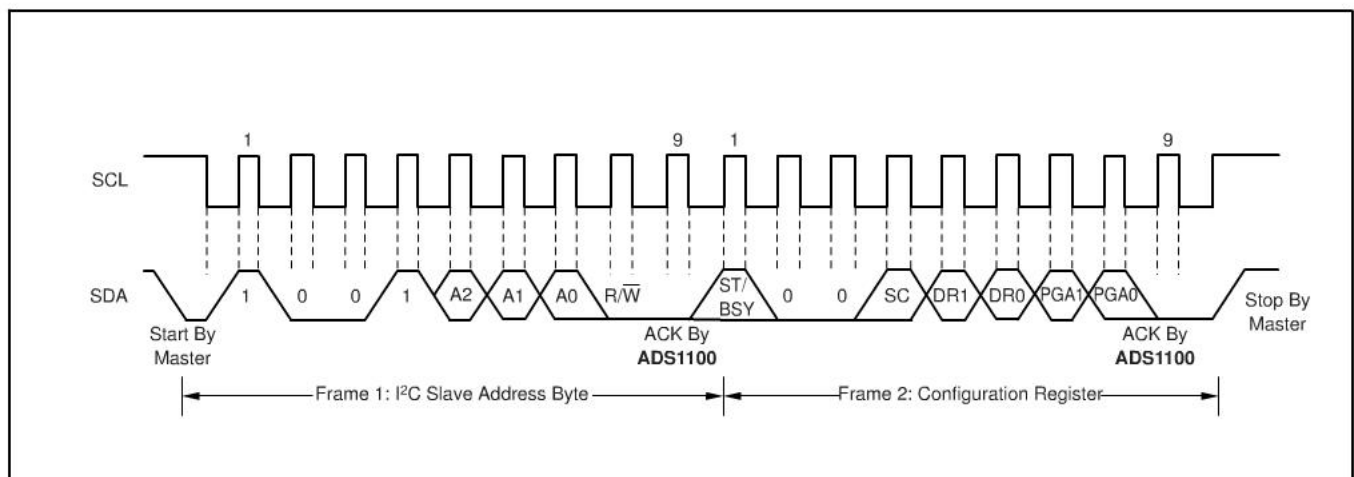 1 9 1 9
SCL
SDA
1 0 0 1 A2 A1 A0 R/W̅ ST/ BSY 0 0 SC DR1 DR0 PGA1 PGA0
Start By
Master
ACK By
ADS1100
ACK By
ADS1100
Stop By
Master
Frame 1: I²C Slave Address Byte
Frame 2: Configuration Register